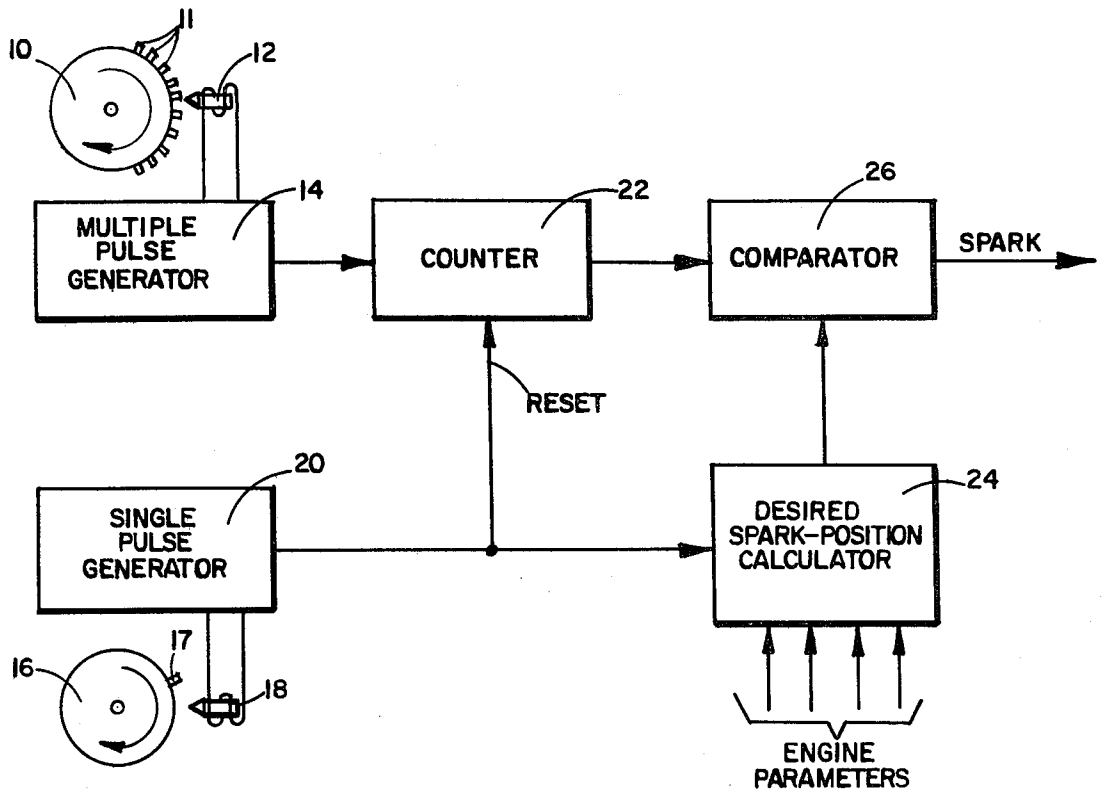 11
10
12
14
MULTIPLE
PULSE
GENERATOR
22
COUNTER
26
COMPARATOR
SPARK
RESET
20
SINGLE
PULSE
GENERATOR
24
DESIRED
SPARK-POSITION
CALCULATOR
17
16
18
ENGINE
PARAMETERS